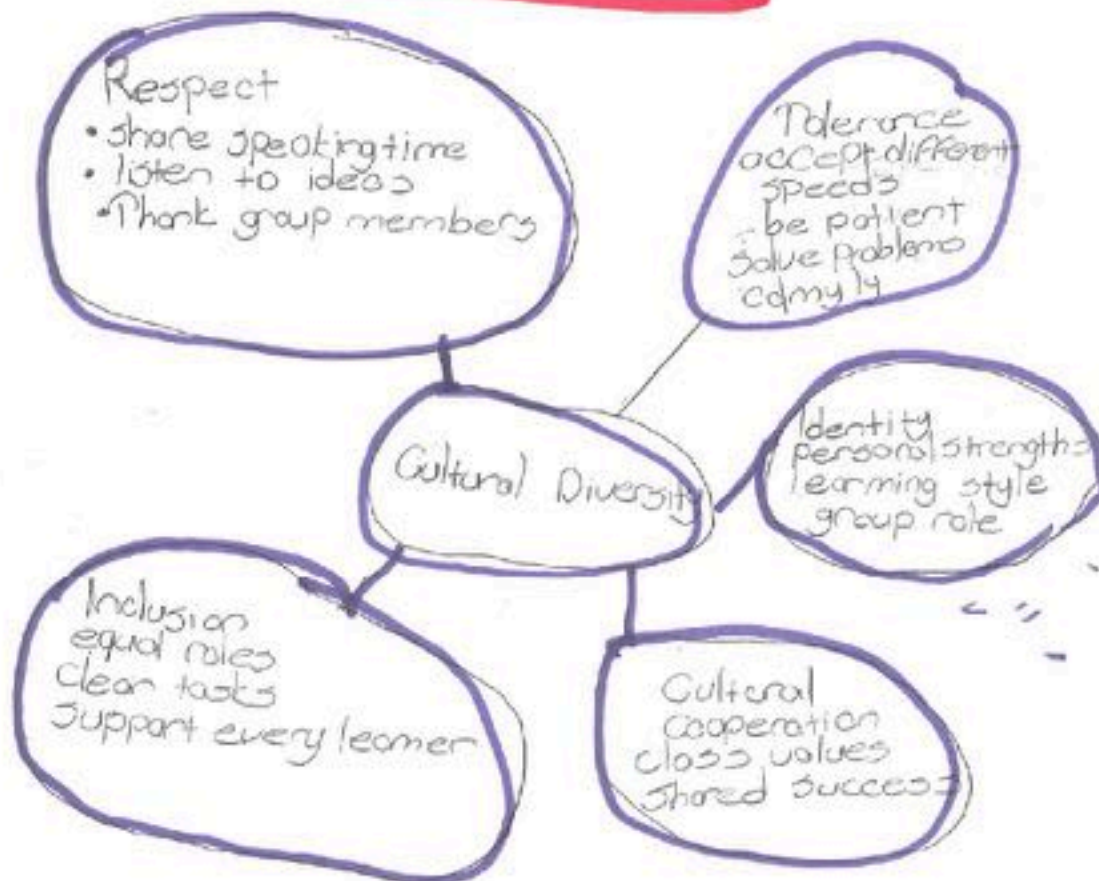 Respect
• share speaking time
• listen to ideas
• Thank group members
Tolerance
accept different
speeds
be patient
solve problems
calmyly
Cultural Diversity
Identity
personal strengths
learning style
group role
Inclusion
equal roles
clear tasks
support every learner
Cultural
cooperation
class values
shared success